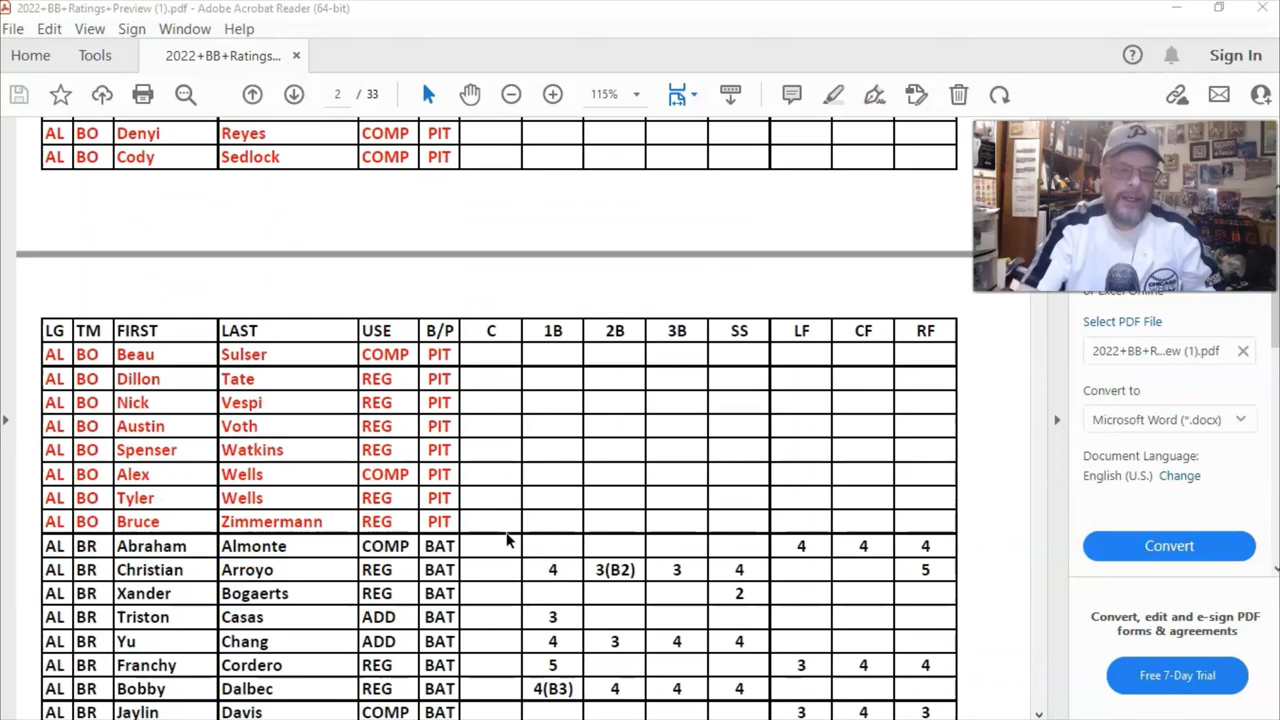 2022+BB+Ratings+Preview (1).pdf - Adobe Acrobat Reader (64-bit)
File Edit View Sign Window Help
Home Tools 2022+BB+Ratings... × Sign In
2 / 33 115%
AL BO Denyi Reyes COMP PIT
AL BO Cody Sedlock COMP PIT
LG TM FIRST LAST USE B/P C 1B 2B 3B SS LF CF RF
AL BO Beau Sulser COMP PIT
AL BO Dillon Tate REG PIT
AL BO Nick Vespi REG PIT
AL BO Austin Voth REG PIT
AL BO Spenser Watkins REG PIT
AL BO Alex Wells COMP PIT
AL BO Tyler Wells REG PIT
AL BO Bruce Zimmermann REG PIT
AL BR Abraham Almonte COMP BAT 4 4 4
AL BR Christian Arroyo REG BAT 4 3(B2) 3 4 5
AL BR Xander Bogaerts REG BAT 2
AL BR Triston Casas ADD BAT 3
AL BR Yu Chang ADD BAT 4 3 4 4
AL BR Franchy Cordero REG BAT 5 3 4 4
AL BR Bobby Dalbec REG BAT 4(B3) 4 4 4
AL BR Jaylin Davis COMP BAT 3 4 3
or Excel Online
Select PDF File
2022+BB+R...ew (1).pdf
Convert to
Microsoft Word (*.docx)
Document Language:
English (U.S.) Change
Convert
Convert, edit and e-sign PDF
forms & agreements
Free 7-Day Trial